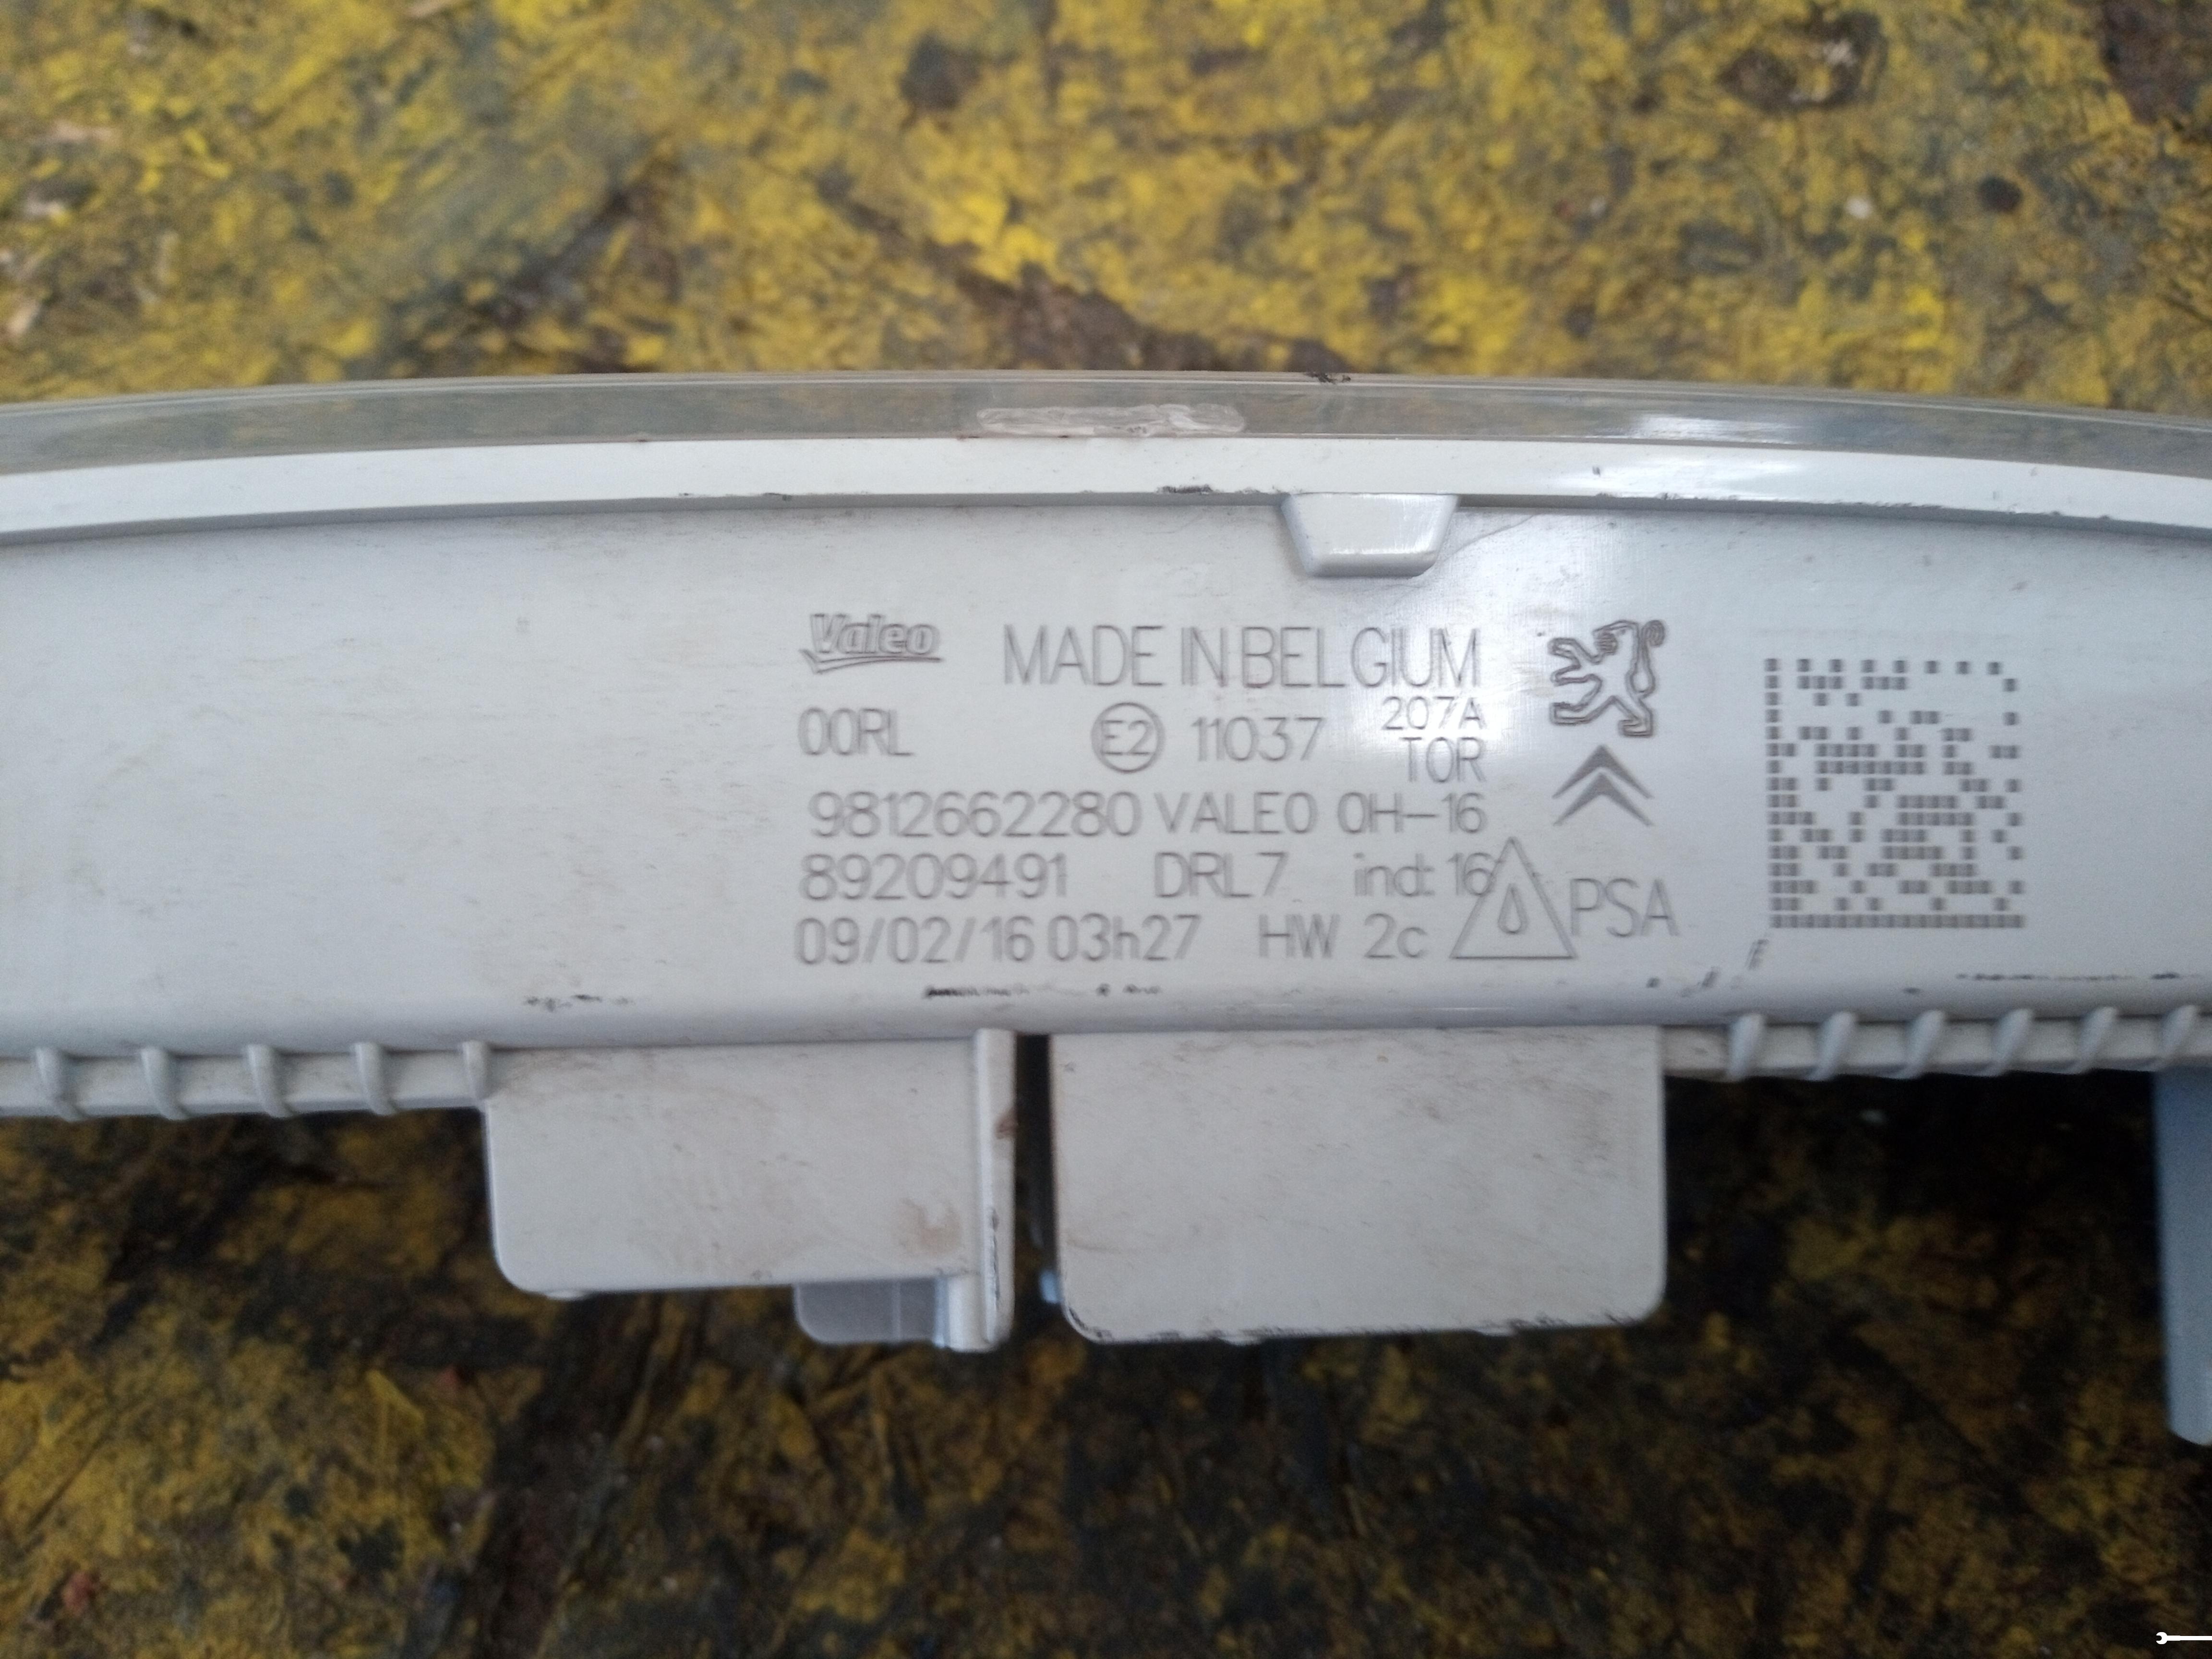 Valeo MADE IN BELGIUM
207A
00RL E2 11037 TOR
9812662280 VALEO 0H-16
89209491 DRL7 ind: 16
PSA
09/02/16 03h27 HW 2c